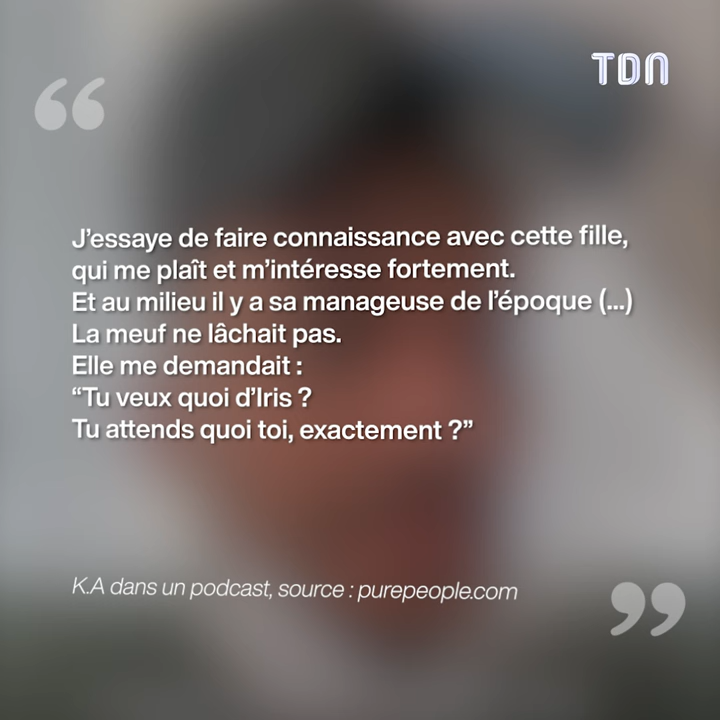 TDN
“
J’essaye de faire connaissance avec cette fille,
qui me plaît et m’intéresse fortement.
Et au milieu il y a sa manageuse de l’époque (...)
La meuf ne lâchait pas.
Elle me demandait :
“Tu veux quoi d’Iris ?
Tu attends quoi toi, exactement ?”
K.A dans un podcast, source : purepeople.com
”